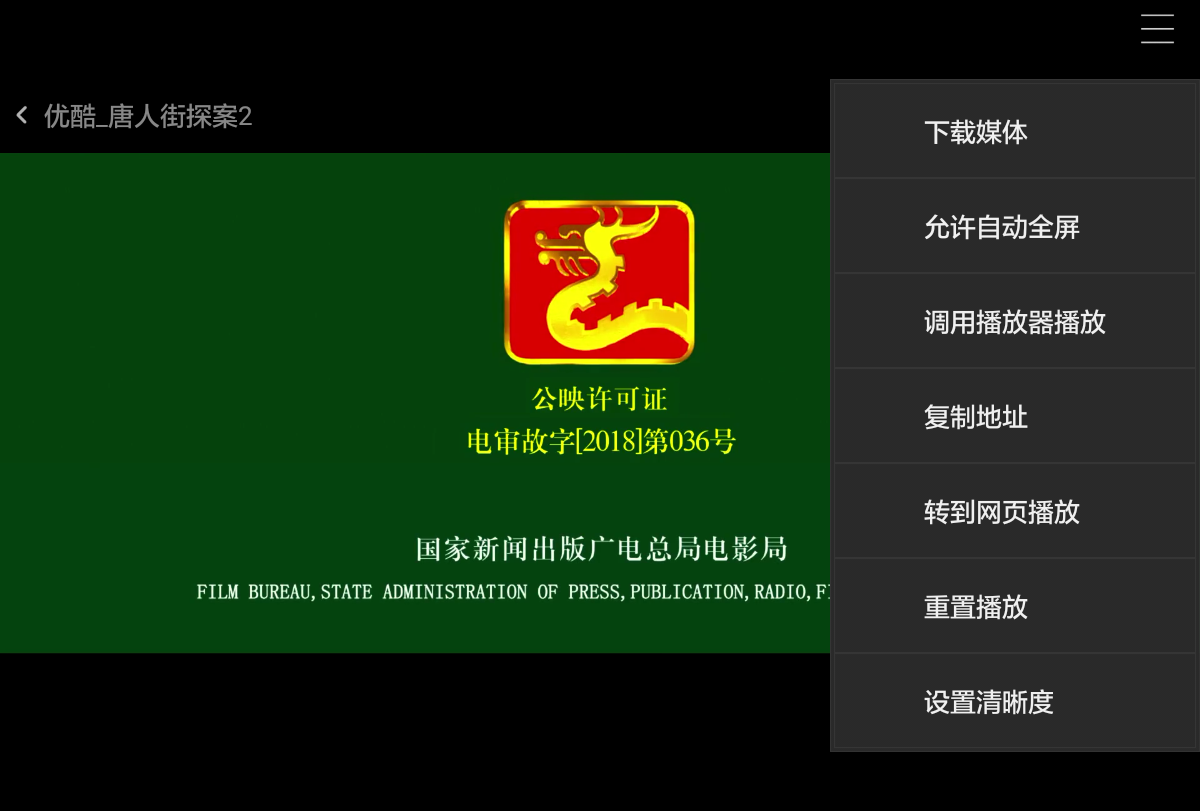 优酷_唐人街探案2
公映许可证
电审故字[2018]第036号
国家新闻出版广电总局电影局
FILM BUREAU,STATE ADMINISTRATION OF PRESS,PUBLICATION,RADIO,
下载媒体
允许自动全屏
调用播放器播放
复制地址
转到网页播放
重置播放
设置清晰度